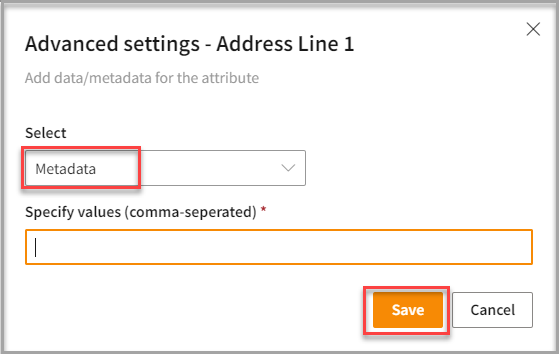 Advanced settings - Address Line 1
Add data/metadata for the attribute
Select
Metadata
Specify values (comma-seperated) *
Save Cancel